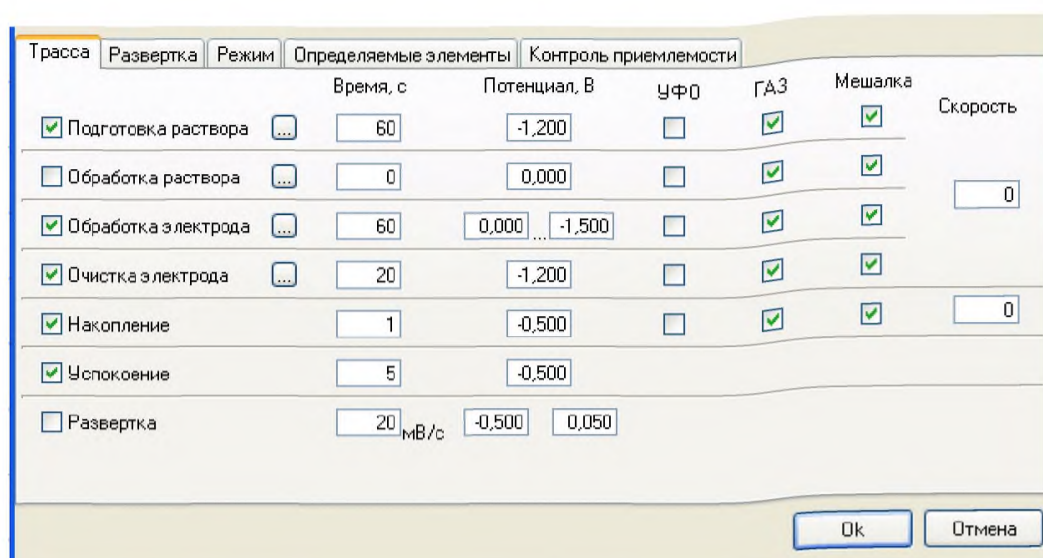 Трасса Развертка Режим Определяемые элементы Контроль приемлемости
Время, с Потенциал, В УФО ГАЗ Мешалка Скорость
Подготовка раствора ... 60 -1,200
Обработка раствора ... 0 0,000
0
Обработка электрода ... 60 0,000 ... -1,500
Очистка электрода ... 20 -1,200
Накопление 1 -0,500 0
Успокоение 5 -0,500
Развертка 20 мВ/с -0,500 0,050
Ok Отмена